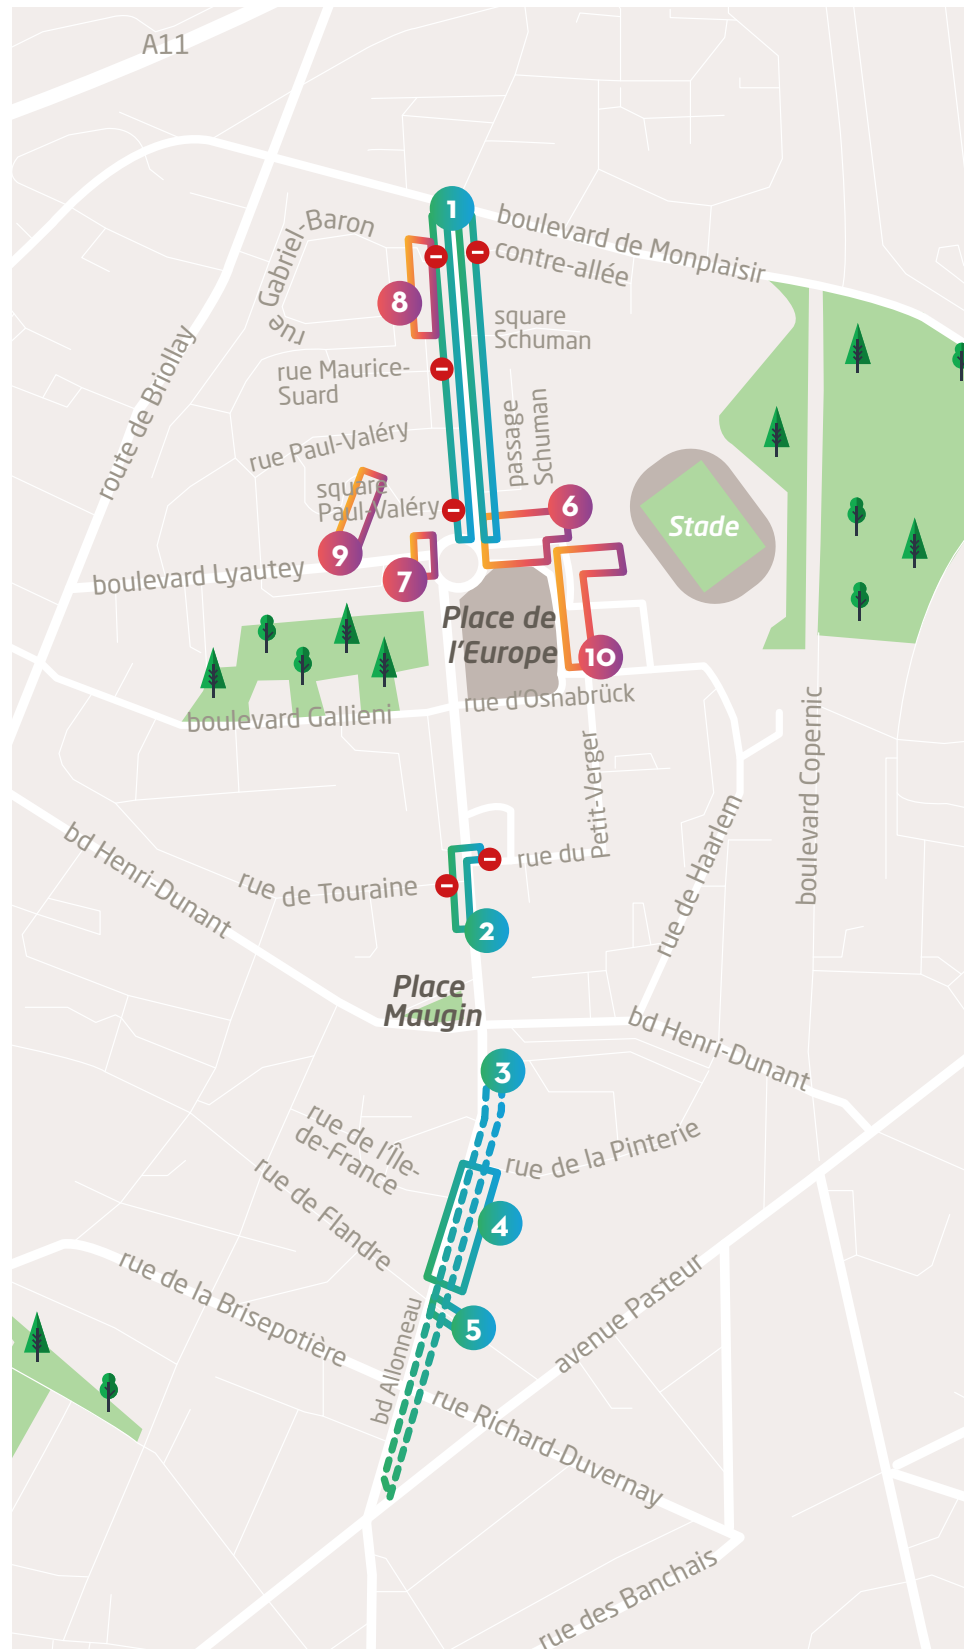 A11
1
boulevard de Monplaisir
contre-allée
rue Gabriel-Baron
8
square
Schuman
rue Maurice-
Suard
route de Briollay
passage
Schuman
rue Paul-Valéry
square
Paul-Valéry
6
Stade
9
7
boulevard Lyautey
Place de
l'Europe
10
rue d'Osnabrück
boulevard Gallieni
boulevard Copernic
rue du Petit-Verger
rue de Haarlem
bd Henri-Dunant
rue de Touraine
2
Place
Maugin
bd Henri-Dunant
3
rue de l'Île-
de-France
rue de la Pinterie
rue de Flandre
4
rue de la Brisepotière
5
avenue Pasteur
bd Allonneau
rue Richard-Duvernay
rue des Banchais